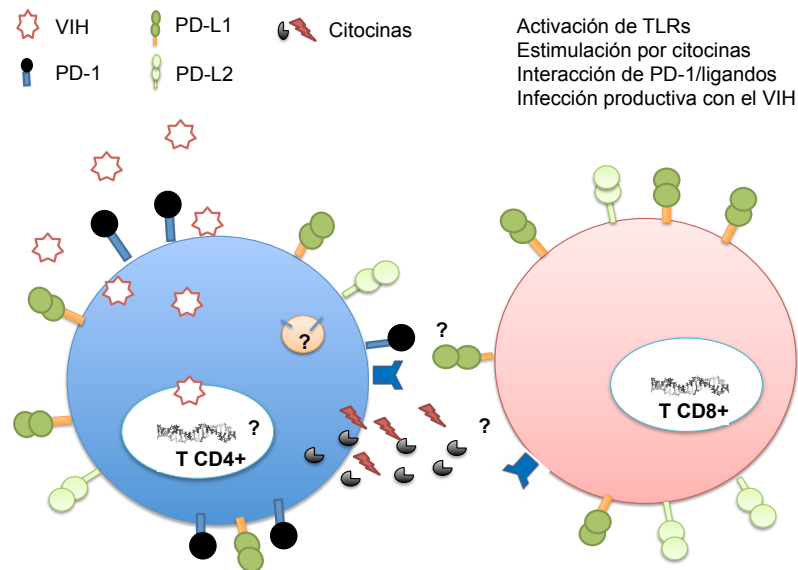 VIH
PD-L1
Citocinas
PD-1
PD-L2
Activación de TLRs
Estimulación por citocinas
Interacción de PD-1/ligandos
Infección productiva con el VIH
?
?
?
?
T CD4+
T CD8+